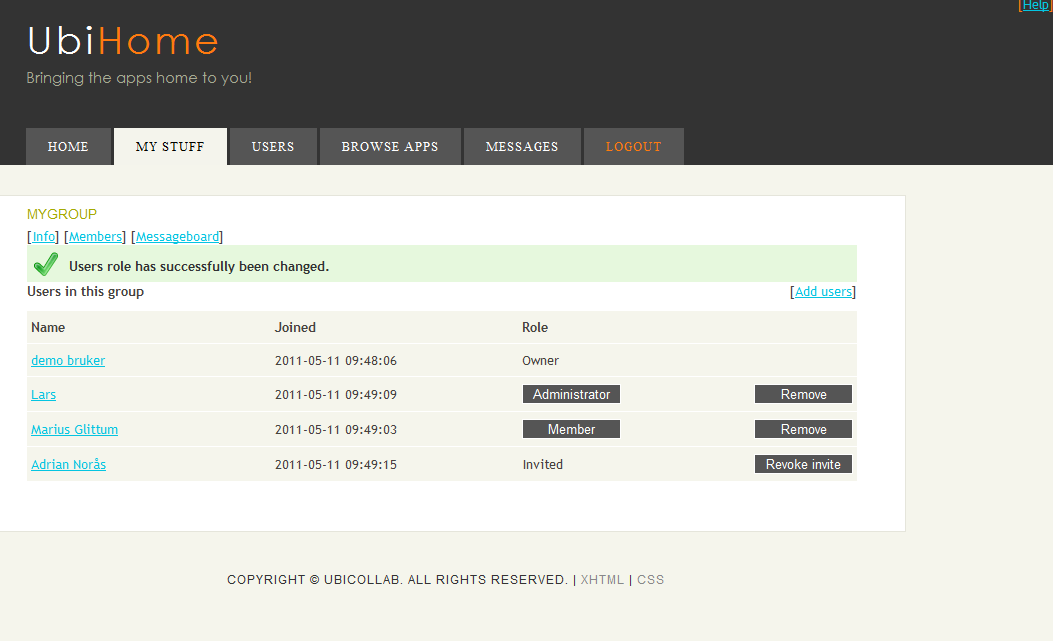 [Help]
UbiHome
Bringing the apps home to you!
HOME MY STUFF USERS BROWSE APPS MESSAGES LOGOUT
MYGROUP
[Info] [Members] [Messageboard]
Users role has successfully been changed.
Users in this group [Add users]
Name Joined Role
demo bruker 2011-05-11 09:48:06 Owner
Lars 2011-05-11 09:49:09 Administrator Remove
Marius Glittum 2011-05-11 09:49:03 Member Remove
Adrian Norås 2011-05-11 09:49:15 Invited Revoke invite
COPYRIGHT © UBICOLLAB. ALL RIGHTS RESERVED. | XHTML | CSS